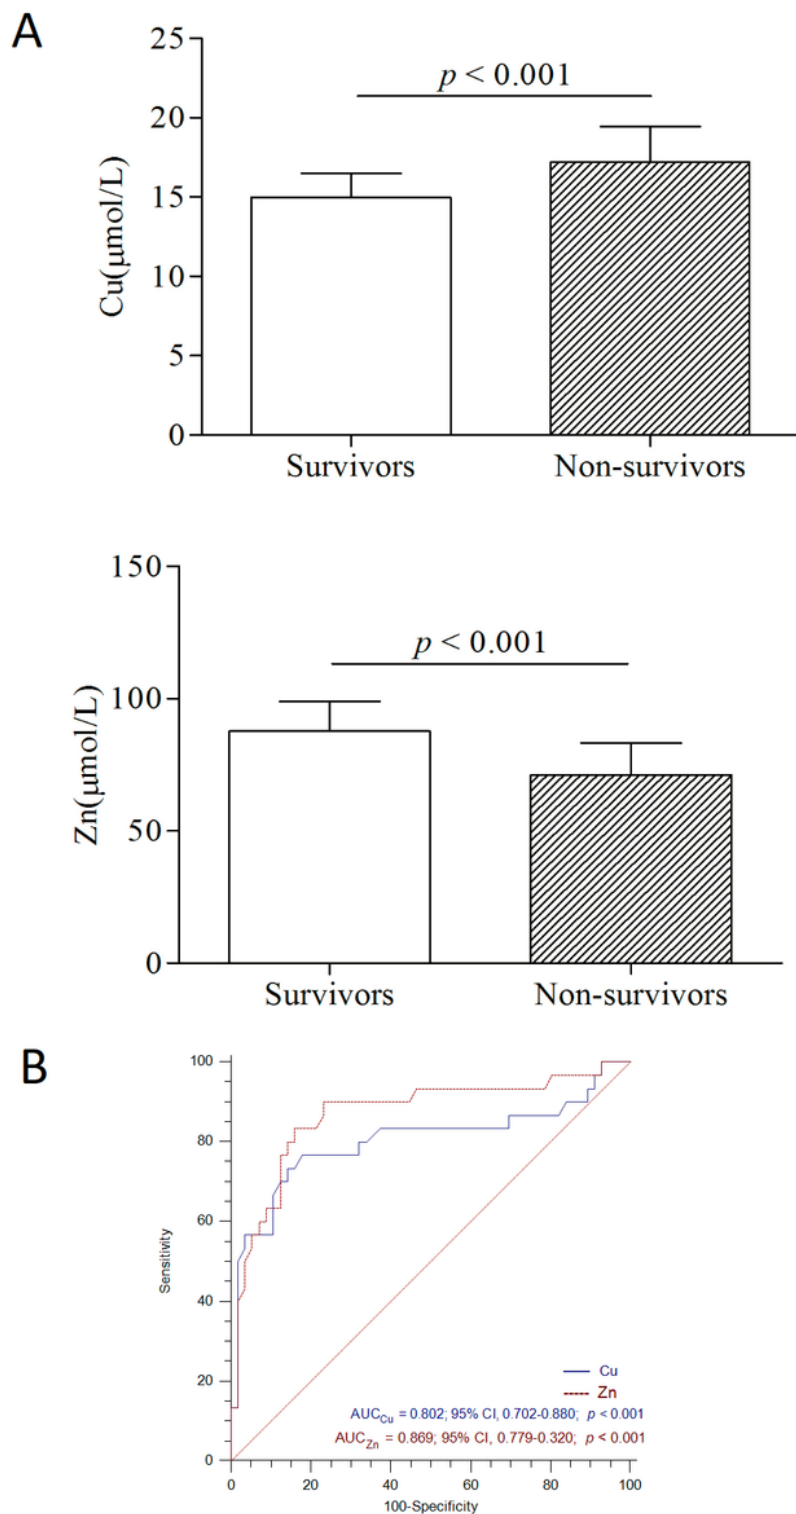 A
25
20
15
10
5
0
Cu(μmol/L)
p < 0.001
Survivors Non-survivors
150
100
50
0
Zn(μmol/L)
p < 0.001
Survivors Non-survivors
B
100
80
60
40
20
0
Sensitivity
Cu
Zn
AUCCu = 0.802; 95% CI, 0.702-0.880; p < 0.001
AUCZn = 0.869; 95% CI, 0.779-0.320; p < 0.001
0 20 40 60 80 100
100-Specificity